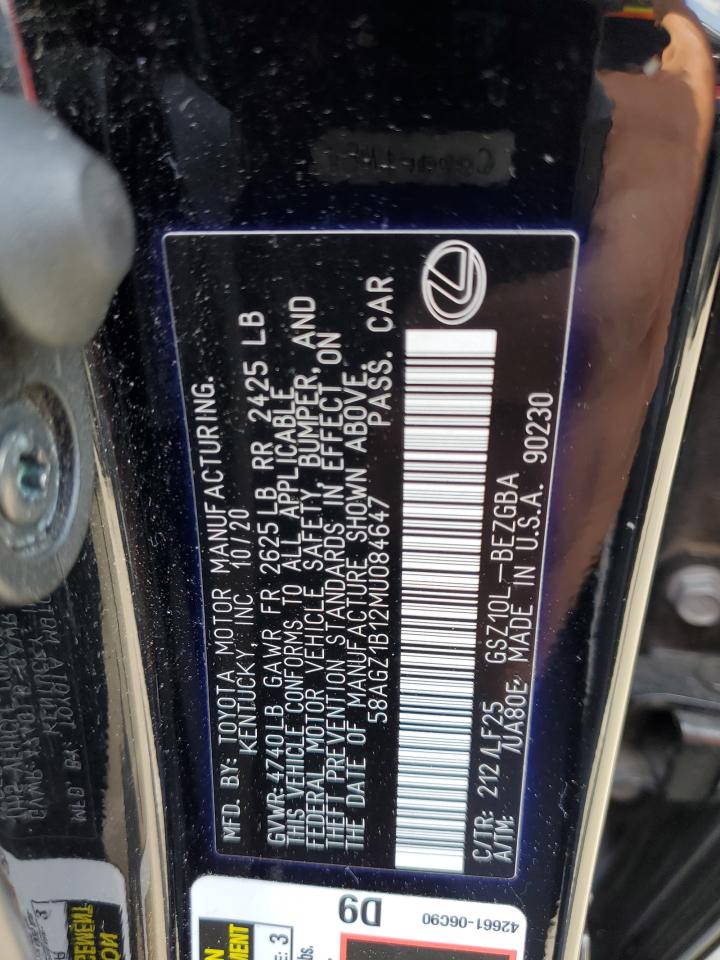 MFD. BY: TOYOTA MOTOR MANUFACTURING.
KENTUCKY, INC. 10/20
GVWR: 4740LB GAWR FR 2625LB RR 2425 LB
THIS VEHICLE CONFORMS TO ALL APPLICABLE
FEDERAL MOTOR VEHICLE SAFETY, BUMPER, AND
THEFT PREVENTION STANDARDS IN EFFECT ON
THE DATE OF MANUFACTURE SHOWN ABOVE.
58AGZ1B12MU084647 PASS. CAR
C/TR: 212 /LF25 GSZ10L-BEZGBA
A/TM: /UA80E MADE IN U.S.A. 90230
D9
42661-06C90
3